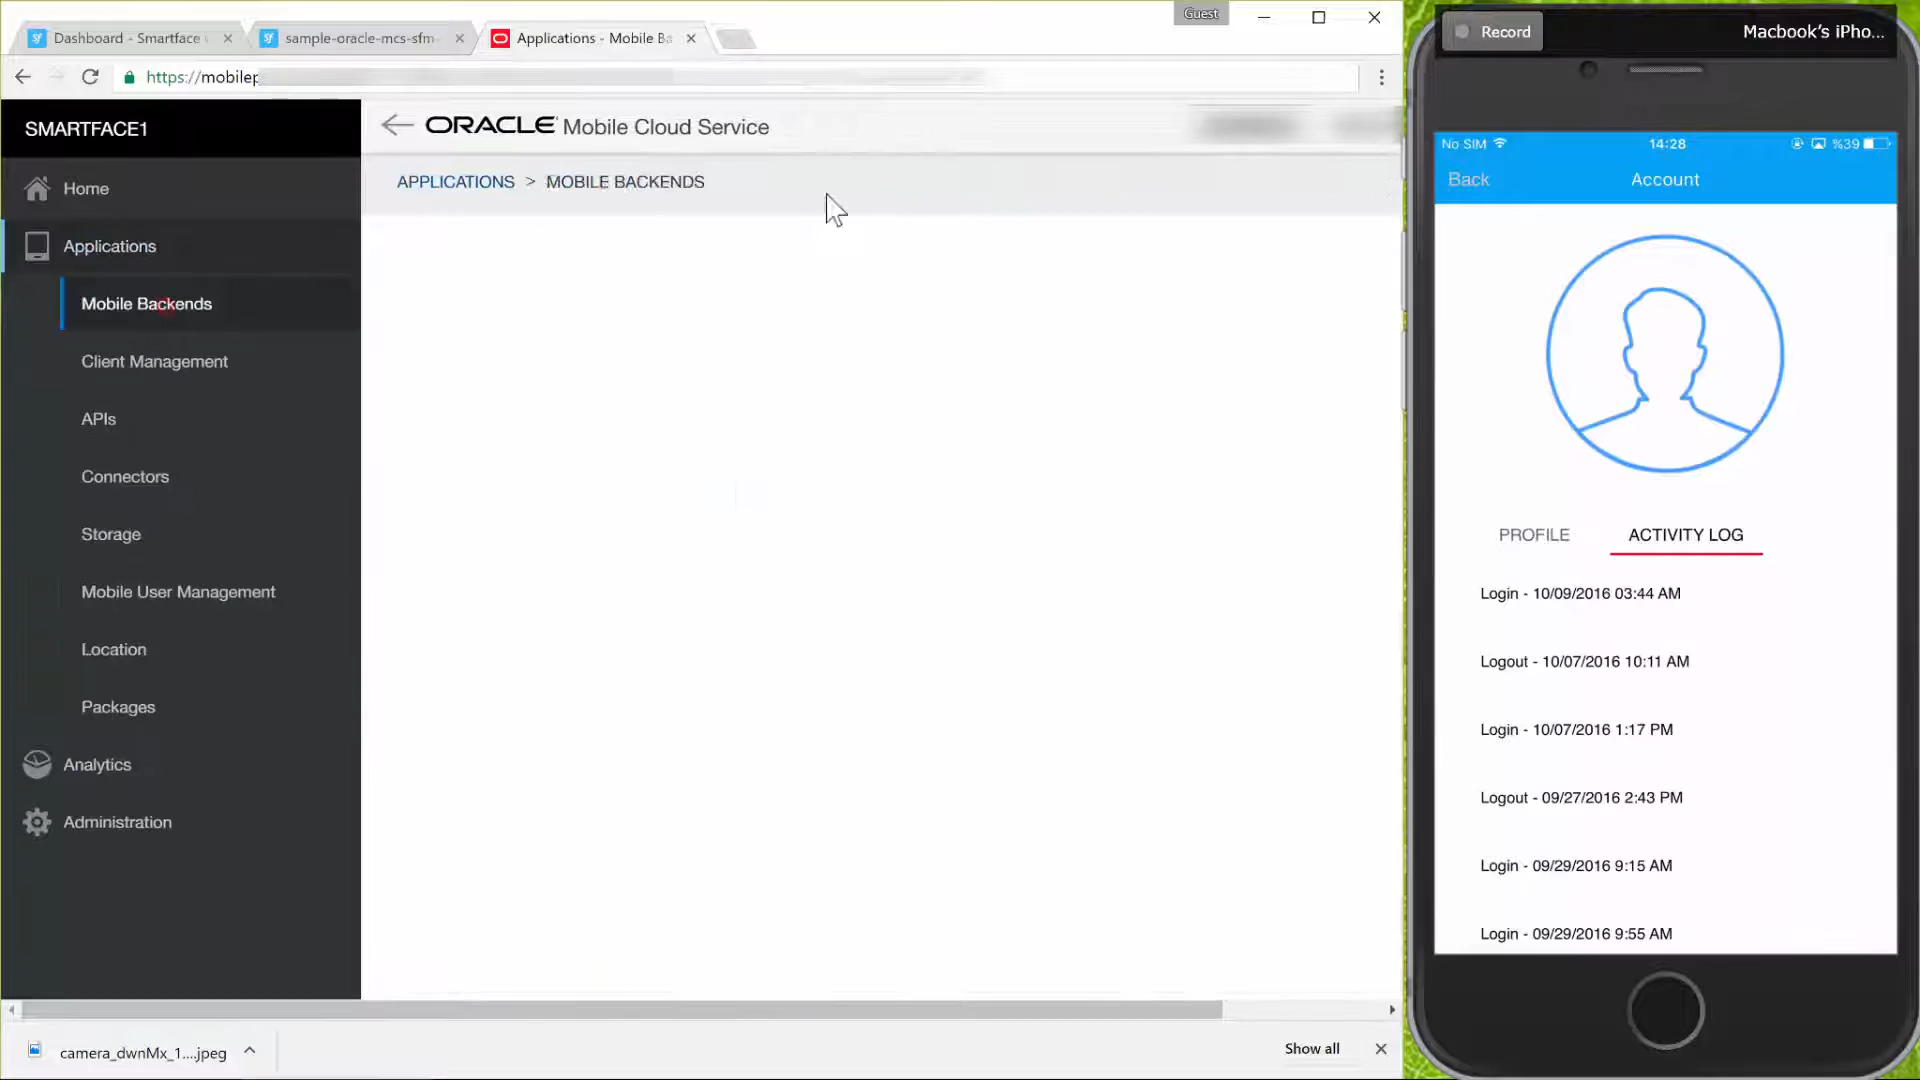 Guest
Record
Macbook's iPho...
Dashboard - Smartface
sample-oracle-mcs-sfm-
Applications - Mobile Ba
https://mobilep
SMARTFACE1
ORACLE Mobile Cloud Service
APPLICATIONS > MOBILE BACKENDS
Home
Applications
Mobile Backends
Client Management
APIs
Connectors
Storage
Mobile User Management
Location
Packages
Analytics
Administration
camera_dwnMx_1....jpeg
Show all
No SIM 14:28 %39
Back Account
PROFILE ACTIVITY LOG
Login - 10/09/2016 03:44 AM
Logout - 10/07/2016 10:11 AM
Login - 10/07/2016 1:17 PM
Logout - 09/27/2016 2:43 PM
Login - 09/29/2016 9:15 AM
Login - 09/29/2016 9:55 AM